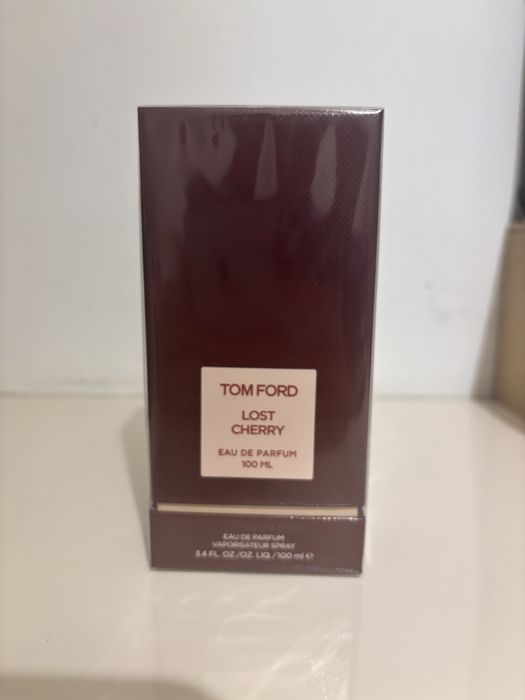 TOM FORD
LOST
CHERRY
EAU DE PARFUM
100 ML
EAU DE PARFUM
VAPORISATEUR SPRAY
3.4 FL. OZ./OZ. LIQ./100 ml ℮